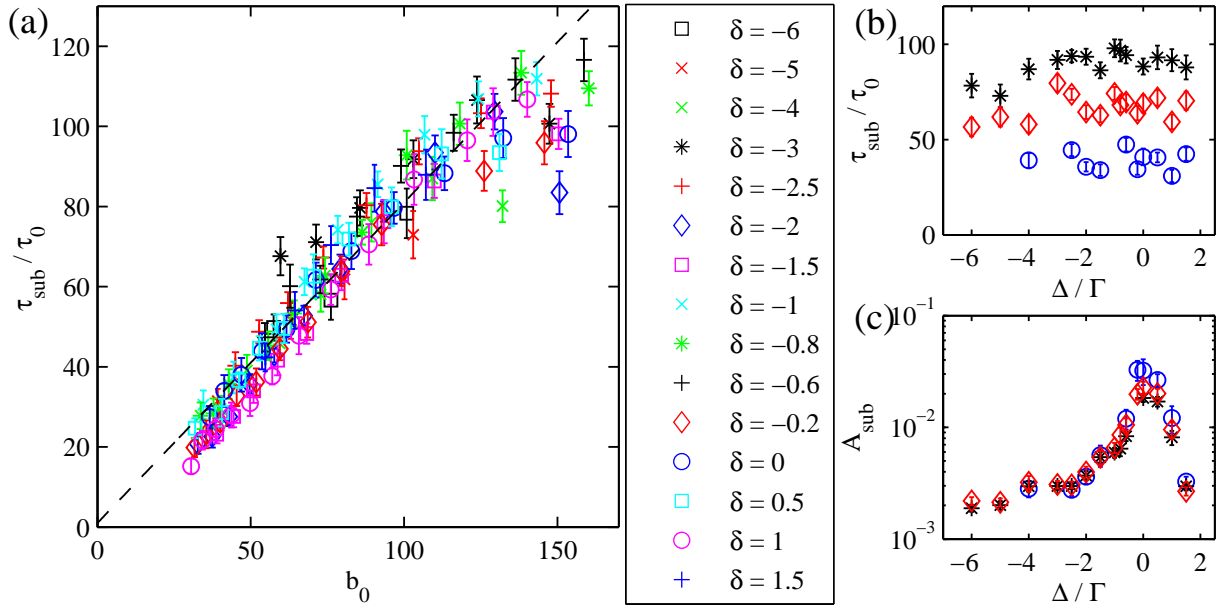 (a)
τsub / τ0
130
120
100
80
60
40
20
0
0 50 100 150
b0
δ = −6
δ = −5
δ = −4
δ = −3
δ = −2.5
δ = −2
δ = −1.5
δ = −1
δ = −0.8
δ = −0.6
δ = −0.2
δ = 0
δ = 0.5
δ = 1
δ = 1.5
(b)
τsub / τ0
100
50
0
−6 −4 −2 0 2
Δ / Γ
(c)
Asub
10−1
10−2
10−3
−6 −4 −2 0 2
Δ / Γ